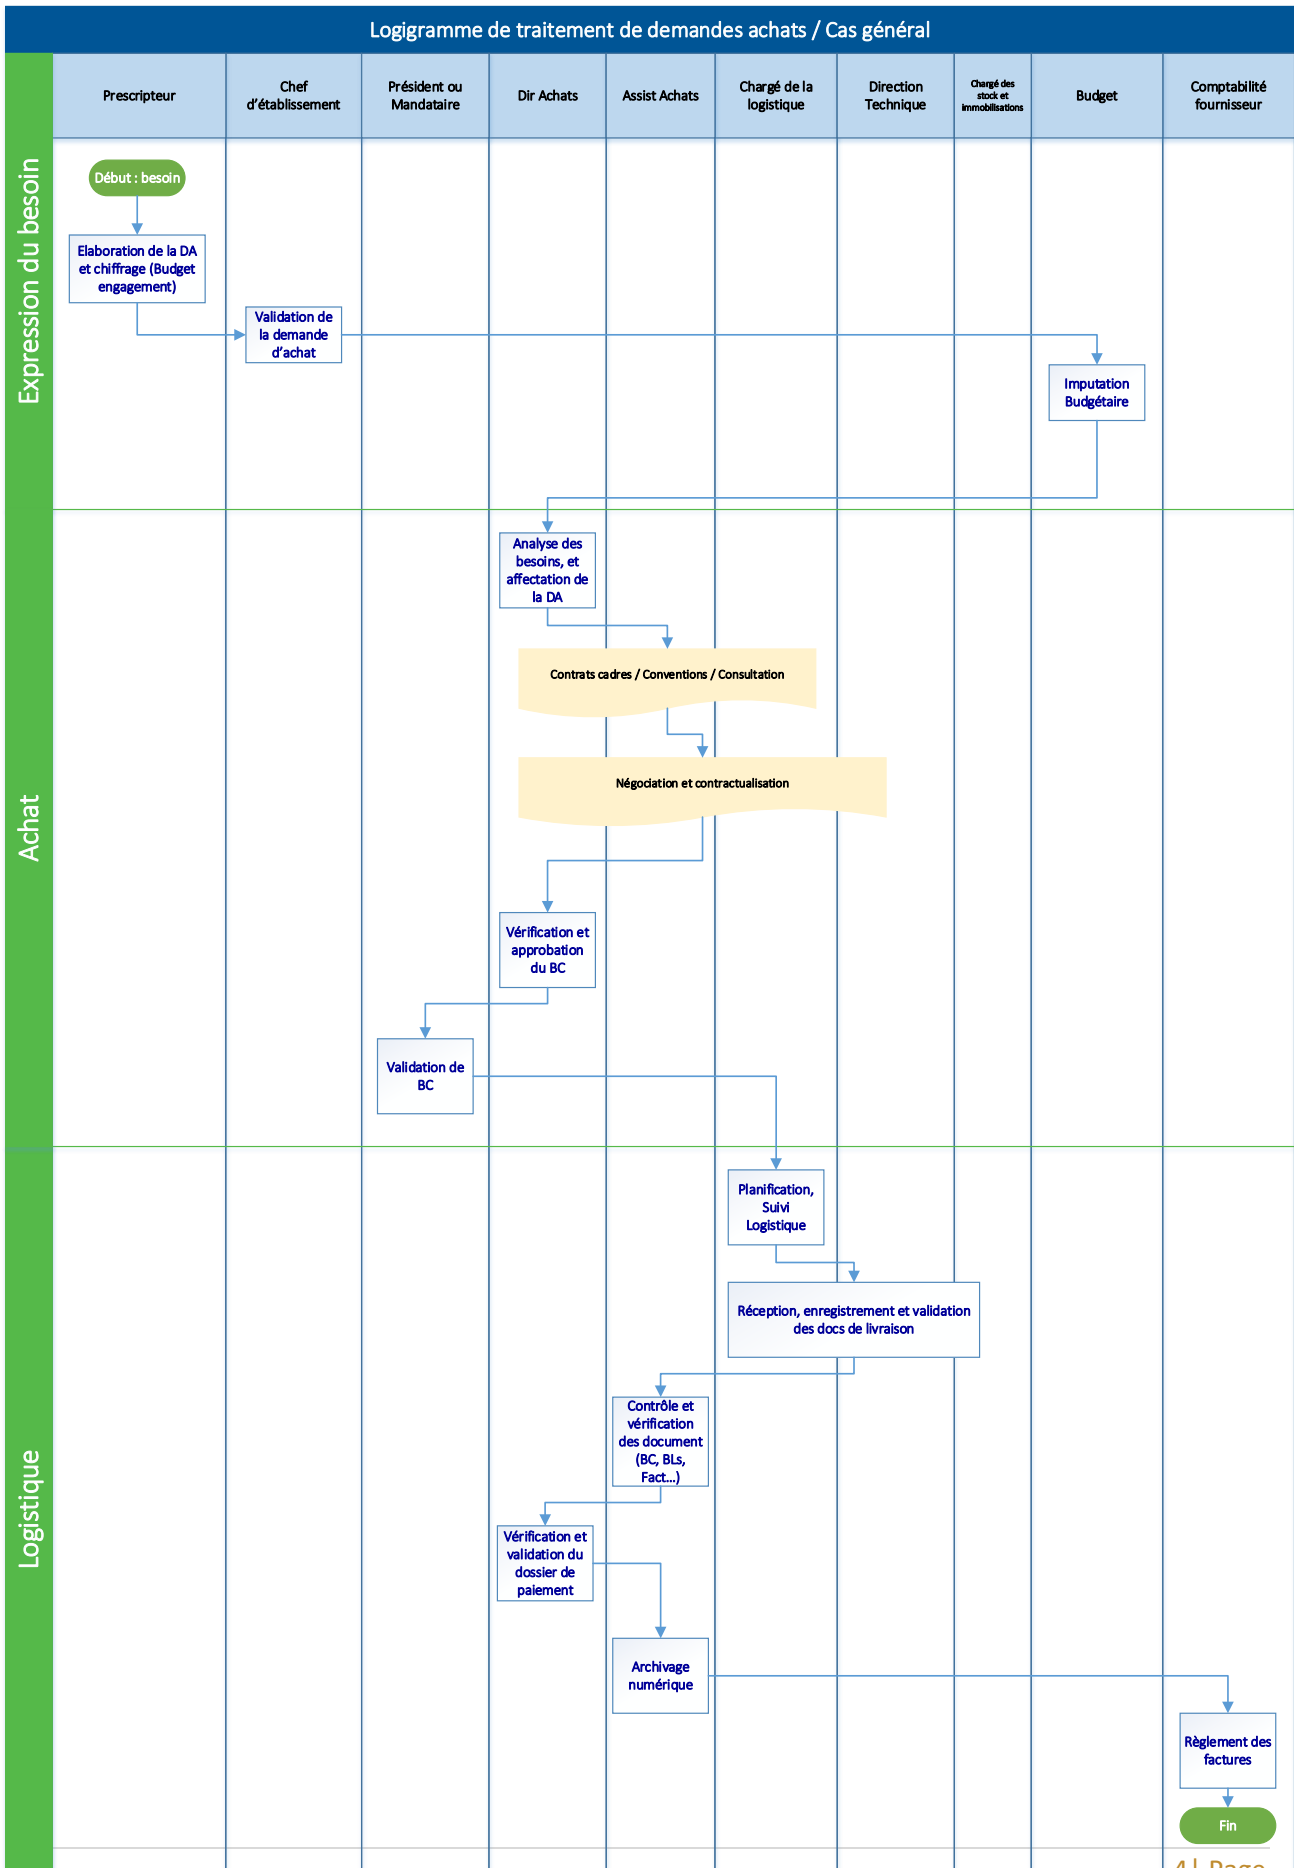 Logigramme de traitement de demandes achats / Cas général
Prescripteur
Chef
d'établissement
Président ou
Mandataire
Dir Achats
Assist Achats
Chargé de la
logistique
Direction
Technique
Chargé des
stock et
immobilisations
Budget
Comptabilité
fournisseur
Expression du besoin
Début : besoin
Elaboration de la DA
et chiffrage (Budget
engagement)
Validation de
la demande
d'achat
Imputation
Budgétaire
Achat
Analyse des
besoins, et
affectation de
la DA
Contrats cadres / Conventions / Consultation
Négociation et contractualisation
Vérification et
approbation
du BC
Validation de
BC
Logistique
Planification,
Suivi
Logistique
Réception, enregistrement et validation
des docs de livraison
Contrôle et
vérification
des document
(BC, BLs,
Fact...)
Vérification et
validation du
dossier de
paiement
Archivage
numérique
Règlement des
factures
Fin
4| Page